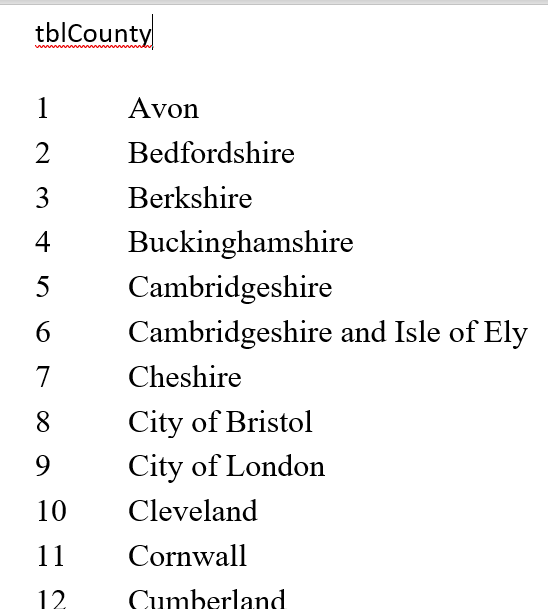 tblCounty
1 Avon
2 Bedfordshire
3 Berkshire
4 Buckinghamshire
5 Cambridgeshire
6 Cambridgeshire and Isle of Ely
7 Cheshire
8 City of Bristol
9 City of London
10 Cleveland
11 Cornwall
12 Cumberland